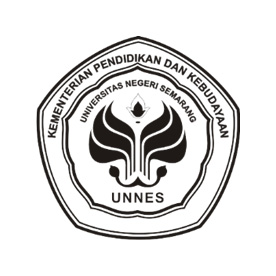 KEMENTERIAN PENDIDIKAN DAN KEBUDAYAAN
UNIVERSITAS NEGERI SEMARANG
UNNES